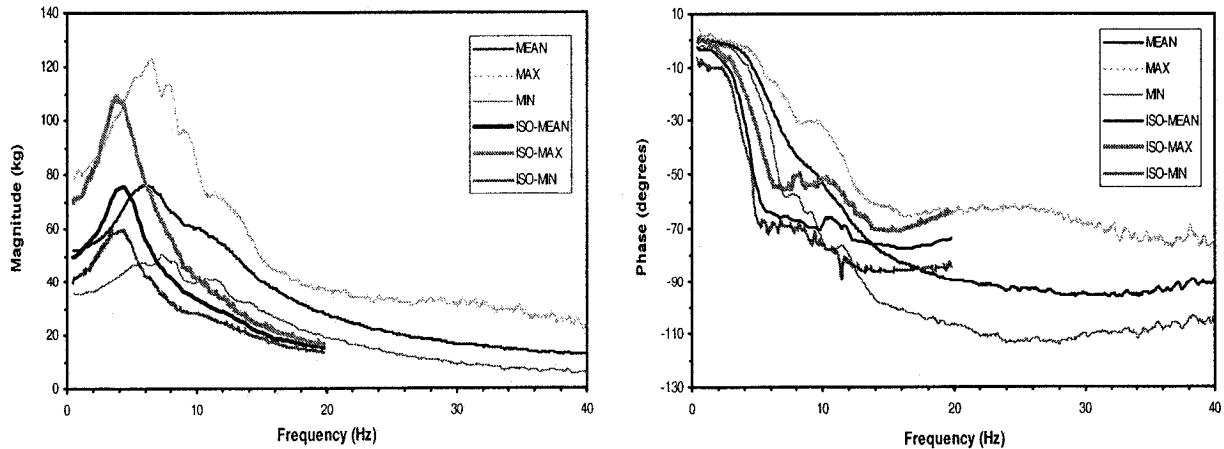 140
120
100
80
60
40
20
0
0
10
20
30
40
Magnitude (kg)
Frequency (Hz)
MEAN
MAX
MIN
ISO-MEAN
ISO-MAX
ISO-MIN
10
-10
-30
-50
-70
-90
-110
-130
0
10
20
30
40
Phase (degrees)
Frequency (Hz)
MEAN
MAX
MIN
ISO-MEAN
ISO-MAX
ISO-MIN